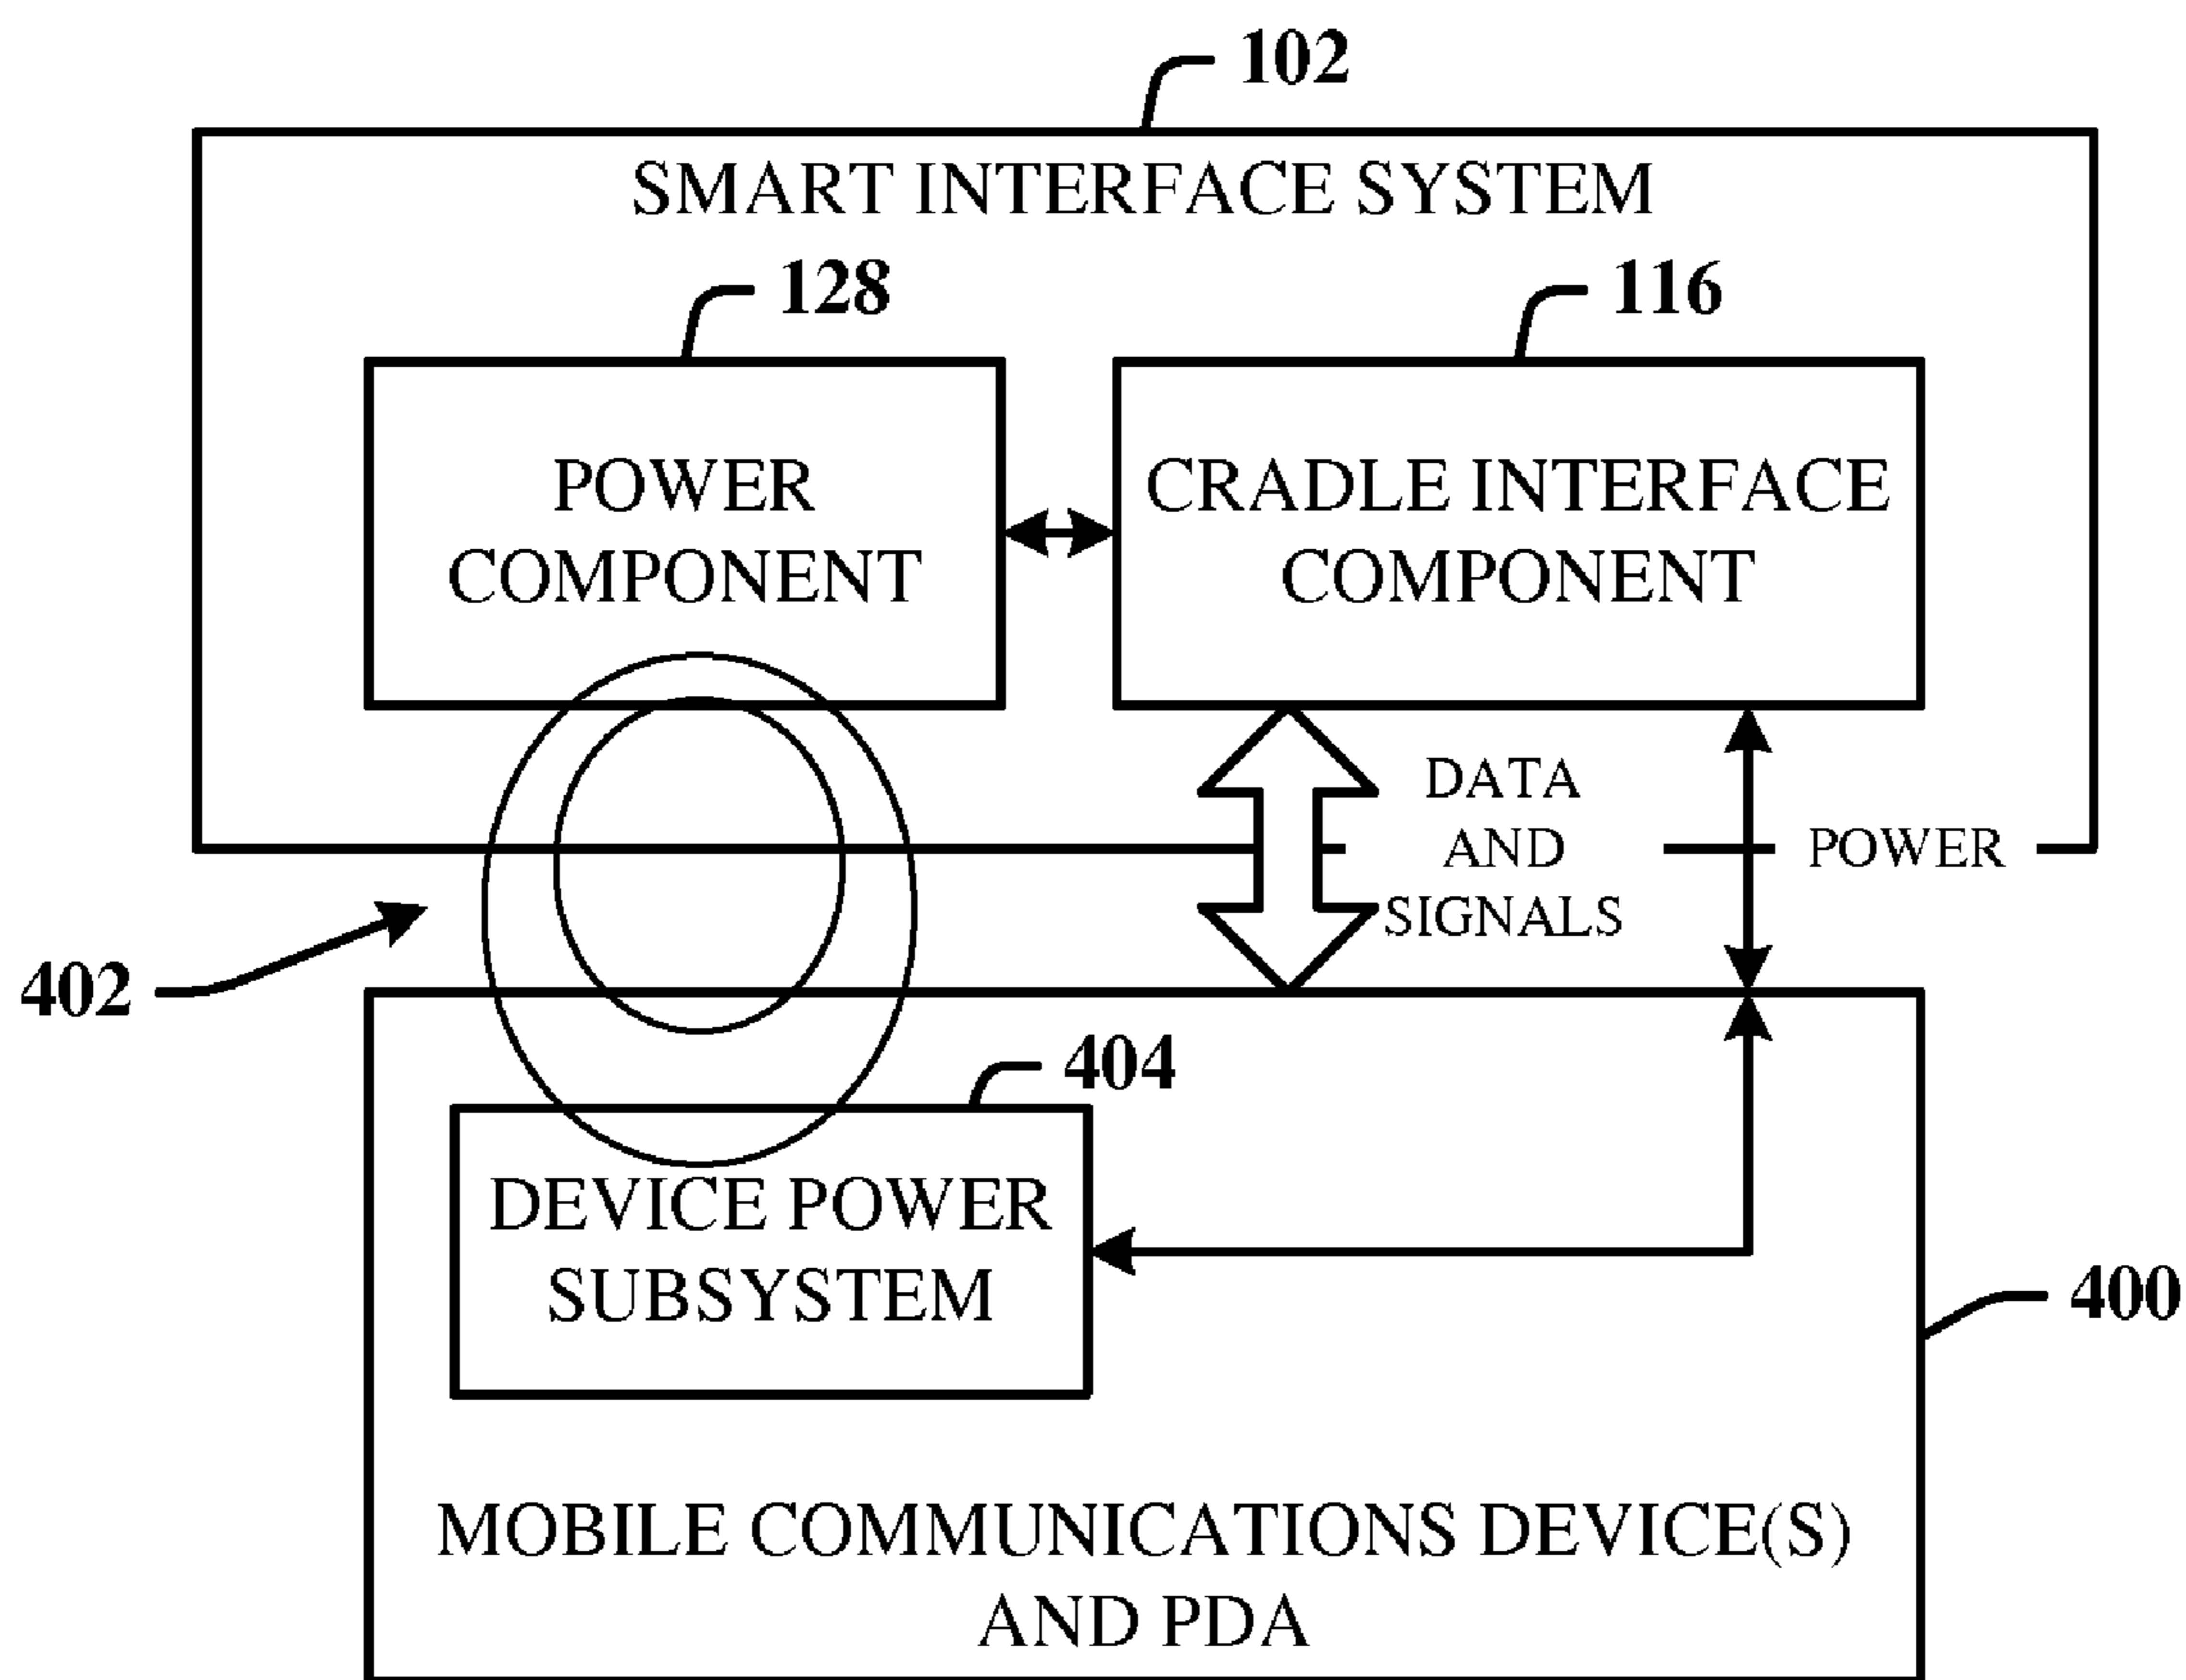 102
SMART INTERFACE SYSTEM
128
116
POWER
COMPONENT
CRADLE INTERFACE
COMPONENT
DATA
AND
SIGNALS
POWER
402
404
DEVICE POWER
SUBSYSTEM
400
MOBILE COMMUNICATIONS DEVICE(S)
AND PDA